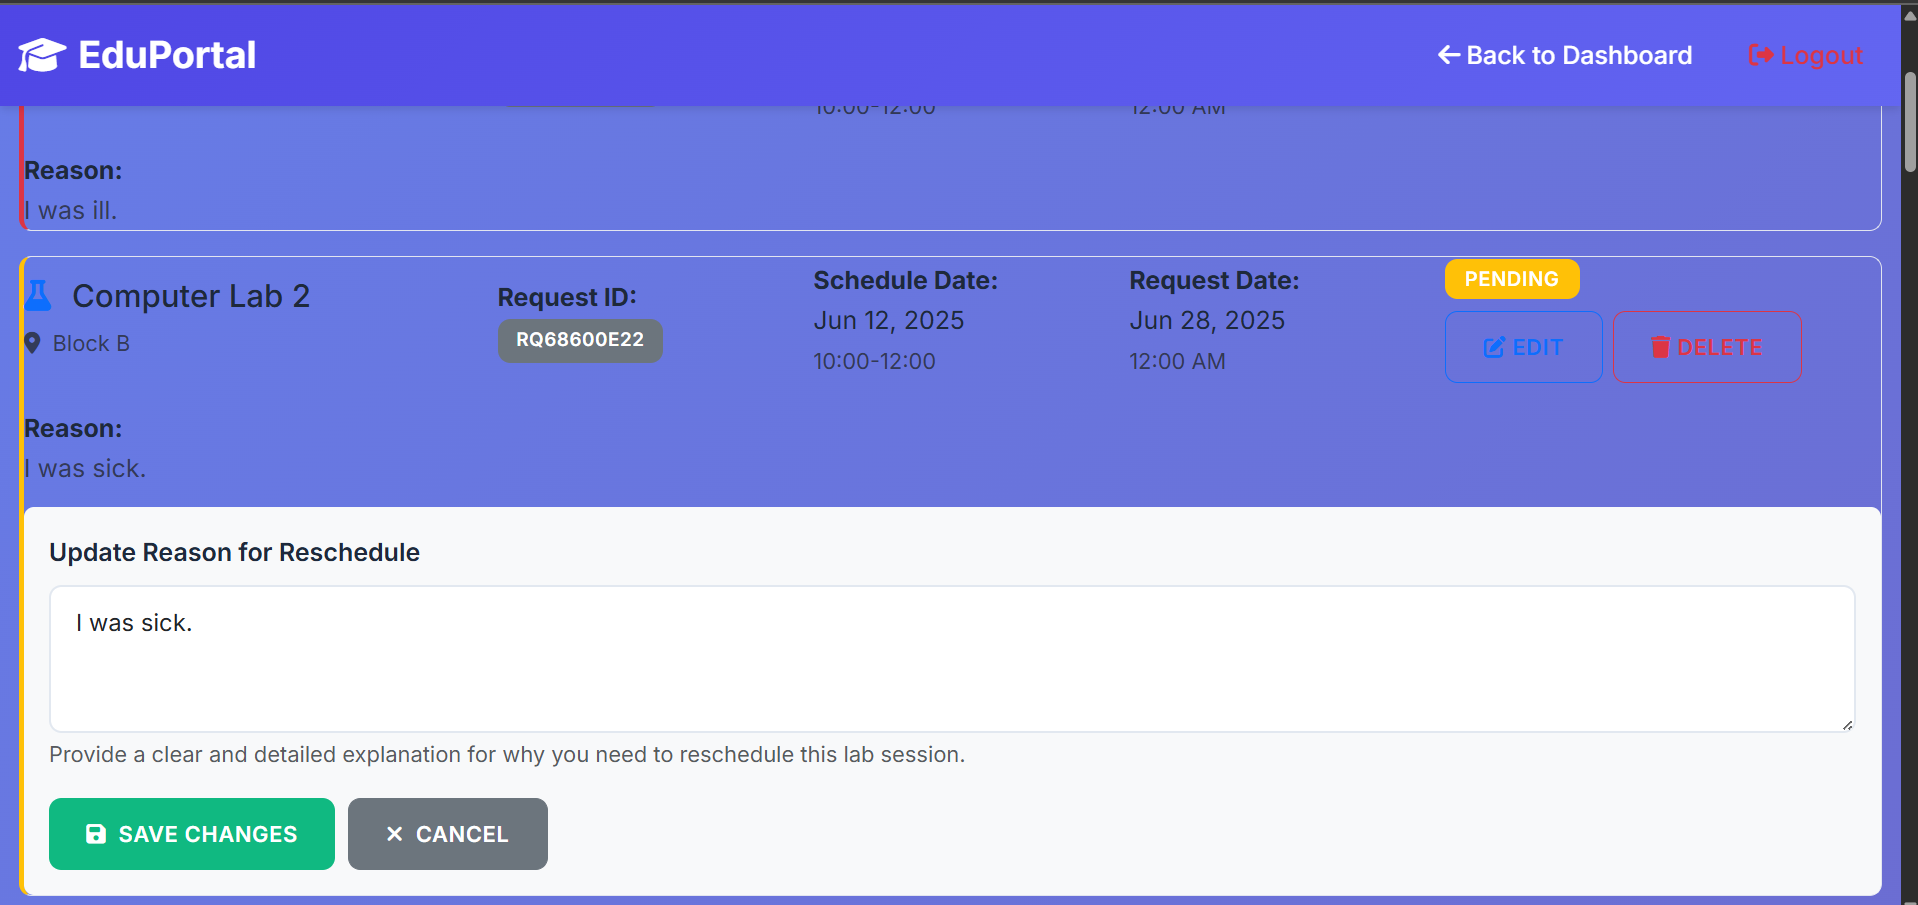 EduPortal
Back to Dashboard
Logout
10:00-12:00
12:00 AM
Reason:
I was ill.
Computer Lab 2
Block B
Request ID:
RQ68600E22
Schedule Date:
Jun 12, 2025
10:00-12:00
Request Date:
Jun 28, 2025
12:00 AM
PENDING
EDIT
DELETE
Reason:
I was sick.
Update Reason for Reschedule
I was sick.
Provide a clear and detailed explanation for why you need to reschedule this lab session.
SAVE CHANGES
CANCEL